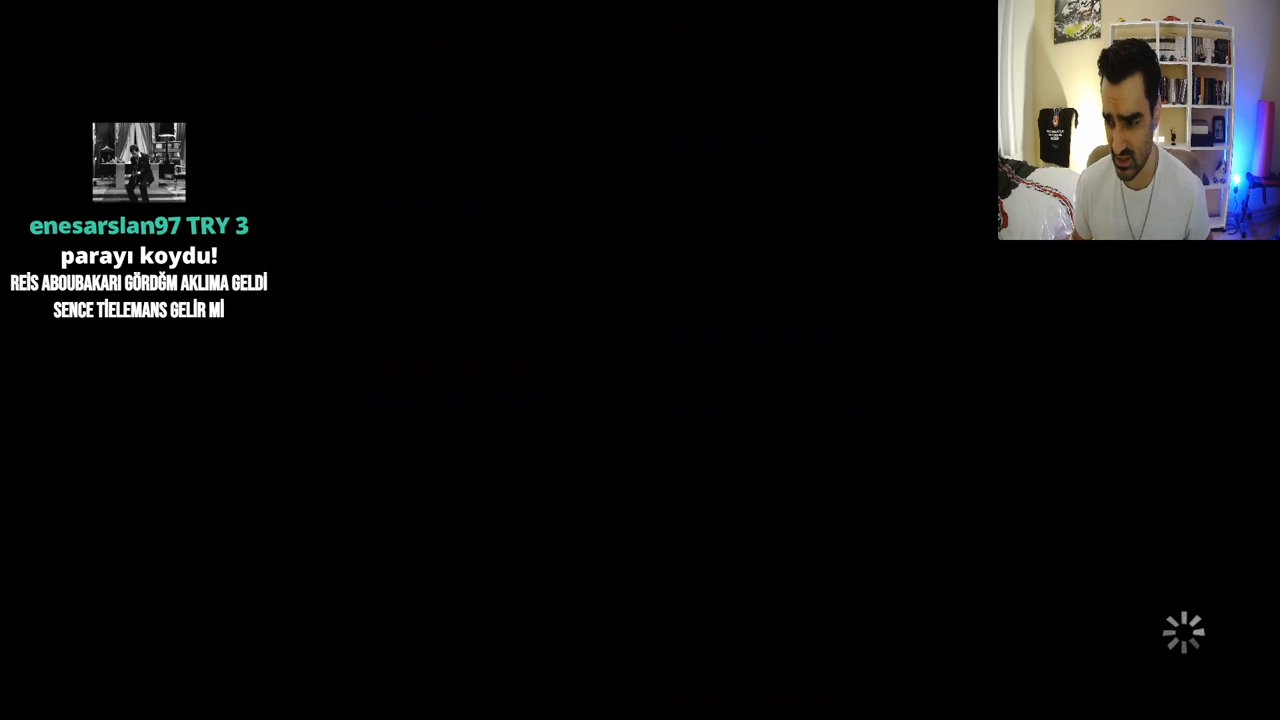 enesarslan97 TRY 3
parayı koydu!
REİS ABOUBAKARI GÖRDĞM AKLIMA GELDİ
SENCE TİELEMANS GELİR Mİ